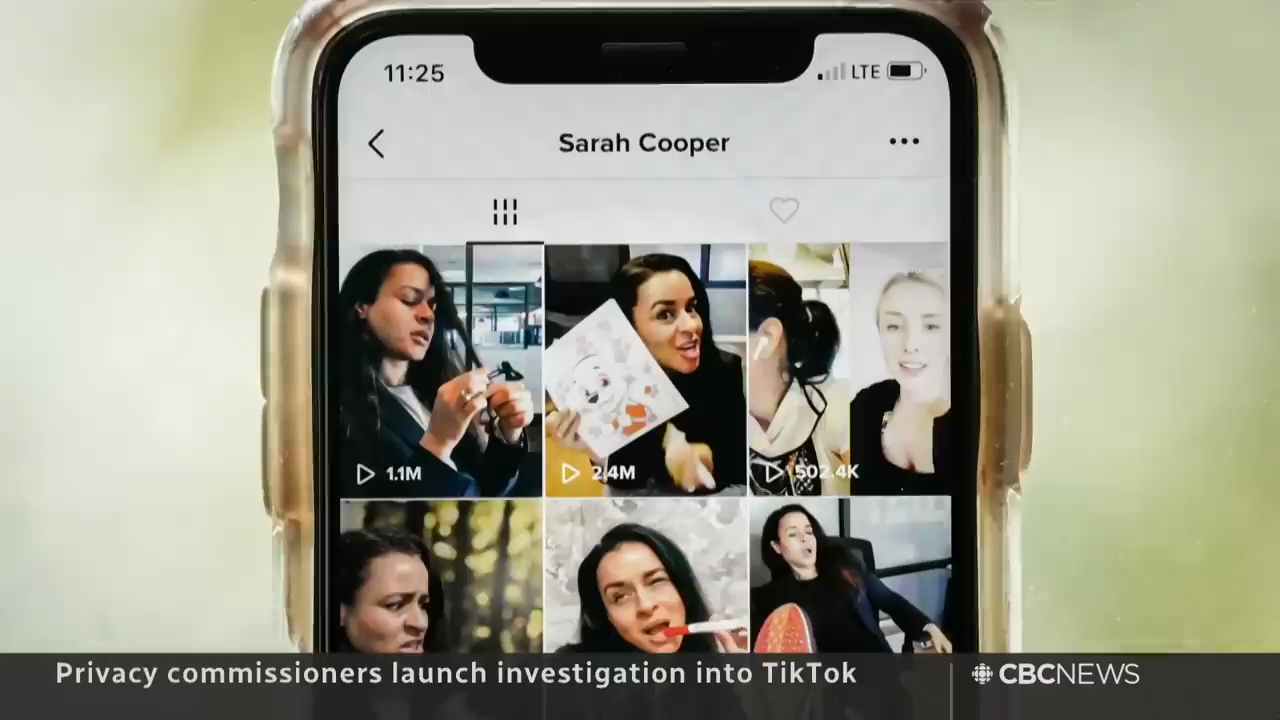 11:25
LTE
Sarah Cooper
1.1M
2.4M
502.4K
Privacy commissioners launch investigation into TikTok
CBCNEWS